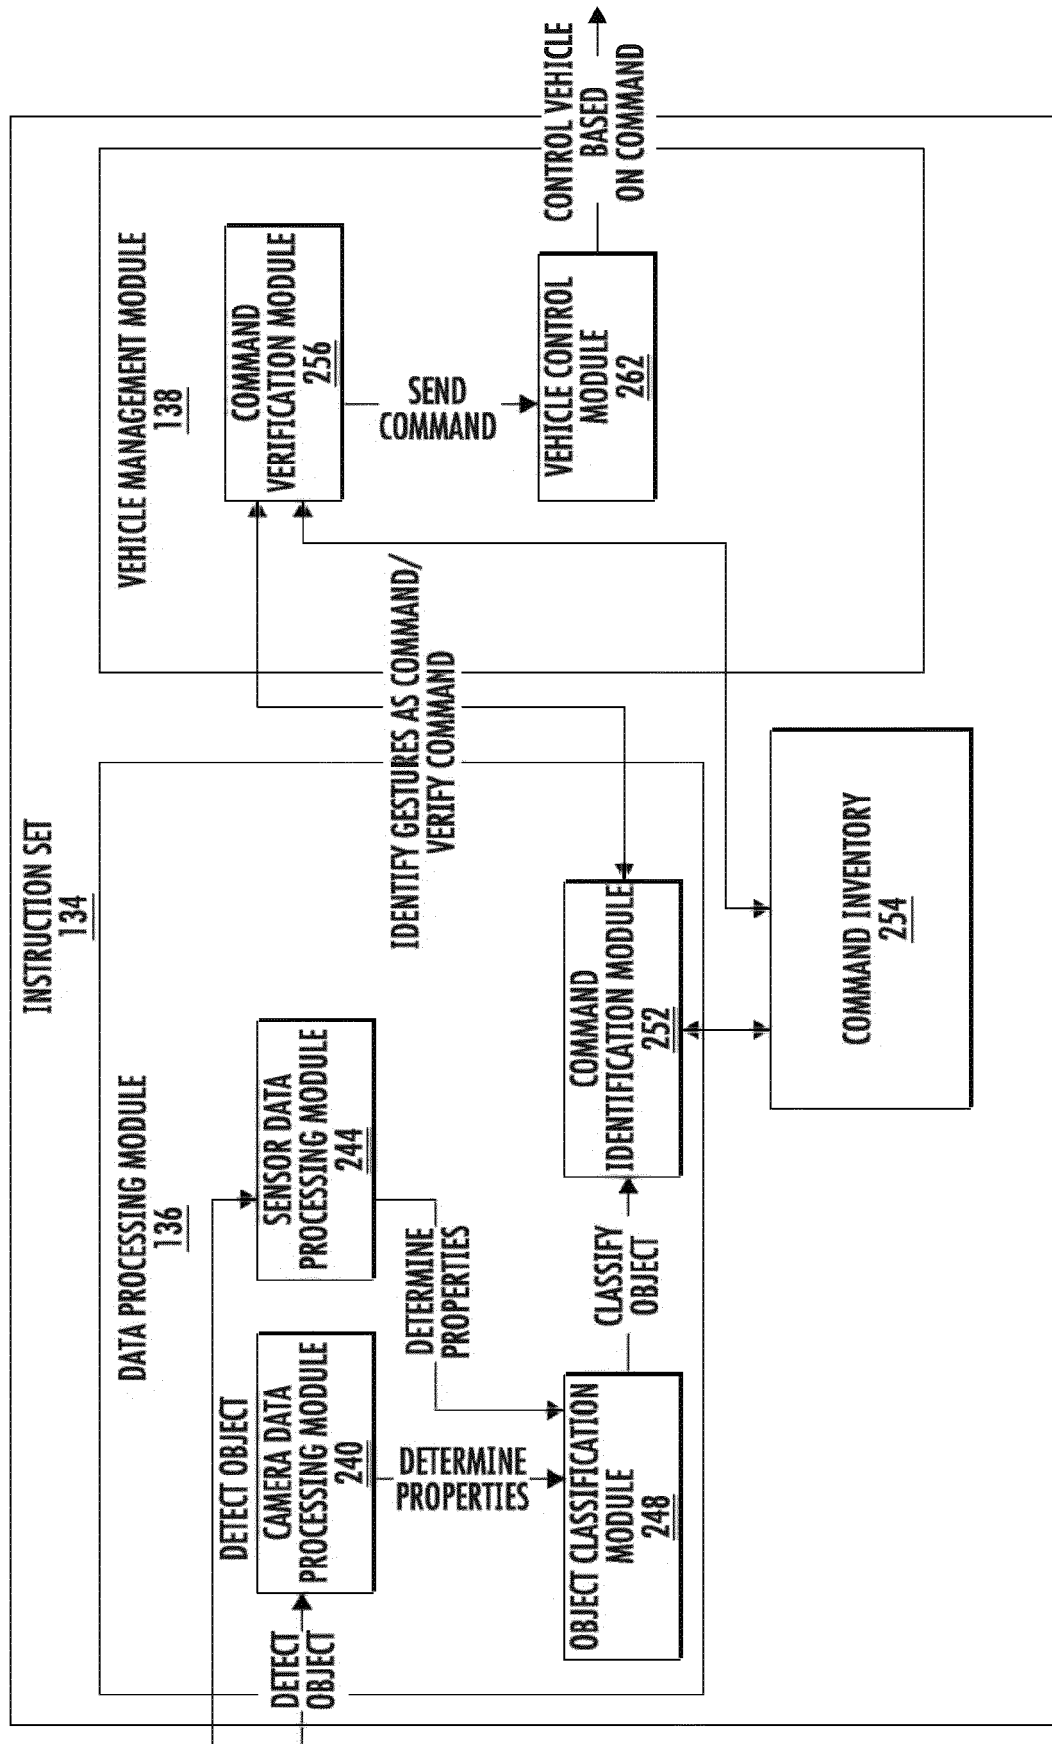 INSTRUCTION SET
134
DATA PROCESSING MODULE
136
DETECT OBJECT
DETECT
OBJECT
CAMERA DATA
PROCESSING MODULE
240
SENSOR DATA
PROCESSING MODULE
244
DETERMINE
PROPERTIES
DETERMINE
PROPERTIES
OBJECT CLASSIFICATION
MODULE
248
CLASSIFY
OBJECT
COMMAND
IDENTIFICATION MODULE
252
IDENTIFY GESTURES AS COMMAND/
VERIFY COMMAND
COMMAND INVENTORY
254
VEHICLE MANAGEMENT MODULE
138
COMMAND
VERIFICATION MODULE
256
SEND
COMMAND
VEHICLE CONTROL
MODULE
262
CONTROL VEHICLE
BASED
ON COMMAND